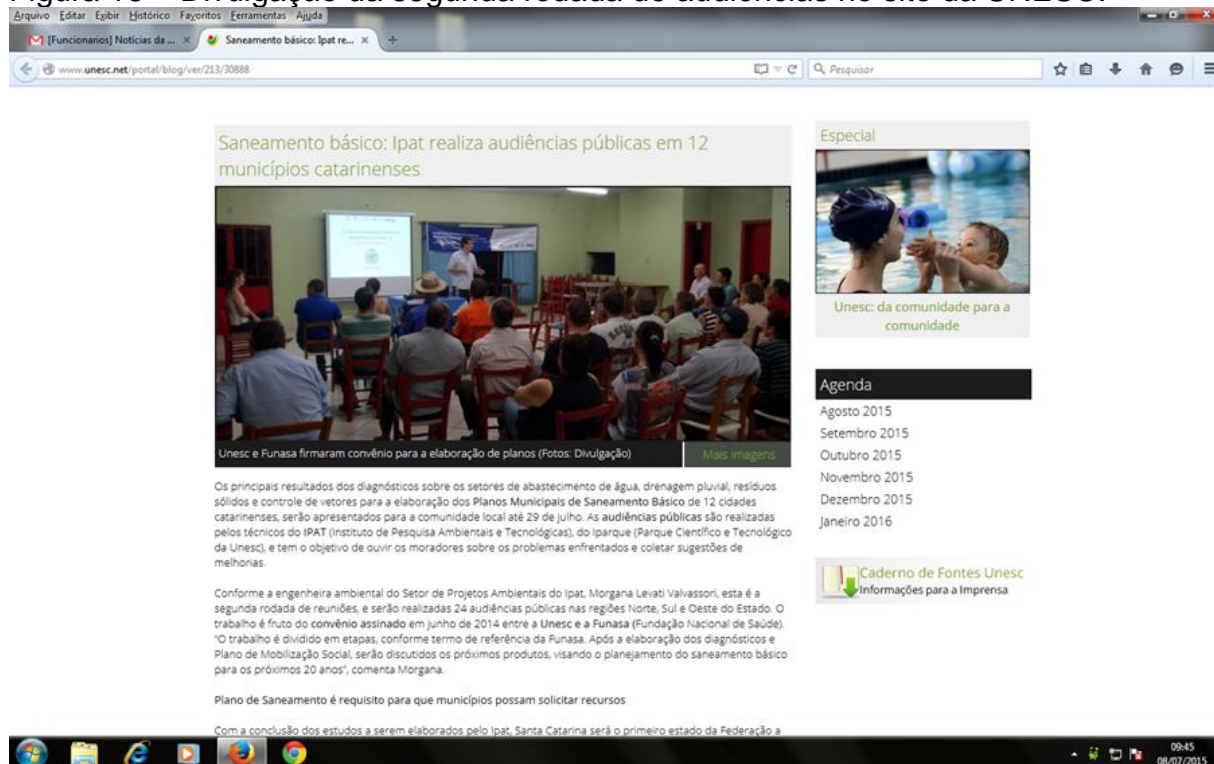 Figura 18 – Divulgação da segunda rodada de audiências no site da UNESC.
Arquivo Editar Exibir Histórico Favoritos Ferramentas Ajuda
[Funcionarios] Notícias da ... × Saneamento básico: Ipat re... × +
www.unesc.net/portal/blog/ver/213/30888 Pesquisar
Saneamento básico: Ipat realiza audiências públicas em 12
municípios catarinenses
Unesc e Funasa firmaram convênio para a elaboração de planos (Fotos: Divulgação) Mais imagens
Os principais resultados dos diagnósticos sobre os setores de abastecimento de água, drenagem pluvial, resíduos
sólidos e controle de vetores para a elaboração dos Planos Municipais de Saneamento Básico de 12 cidades
catarinenses, serão apresentados para a comunidade local até 29 de julho. As audiências públicas são realizadas
pelos técnicos do IPAT (Instituto de Pesquisa Ambientais e Tecnológicas), do Iparque (Parque Científico e Tecnológico
da Unesc), e tem o objetivo de ouvir os moradores sobre os problemas enfrentados e coletar sugestões de
melhorias.
Conforme a engenheira ambiental do Setor de Projetos Ambientais do Ipat, Morgana Levati Valvassori, esta é a
segunda rodada de reuniões, e serão realizadas 24 audiências públicas nas regiões Norte, Sul e Oeste do Estado. O
trabalho é fruto do convênio assinado em junho de 2014 entre a Unesc e a Funasa (Fundação Nacional de Saúde).
“O trabalho é dividido em etapas, conforme termo de referência da Funasa. Após a elaboração dos diagnósticos e
Plano de Mobilização Social, serão discutidos os próximos produtos, visando o planejamento do saneamento básico
para os próximos 20 anos”, comenta Morgana.
Plano de Saneamento é requisito para que municípios possam solicitar recursos
Com a conclusão dos estudos a serem elaborados pelo Ipat, Santa Catarina será o primeiro estado da Federação a
Especial
Unesc: da comunidade para a
comunidade
Agenda
Agosto 2015
Setembro 2015
Outubro 2015
Novembro 2015
Dezembro 2015
Janeiro 2016
Caderno de Fontes Unesc
Informações para a Imprensa
09:45
08/07/2015